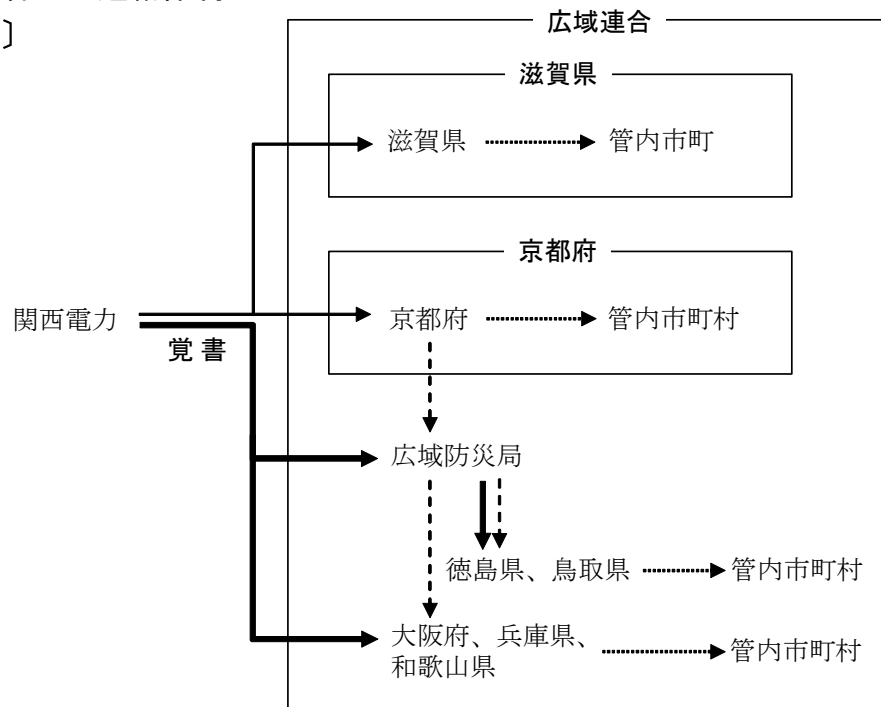 〕
広域連合
滋賀県
滋賀県
管内市町
京都府
関西電力
京都府
管内市町村
覚書
広域防災局
徳島県、鳥取県
管内市町村
大阪府、兵庫県、
和歌山県
管内市町村